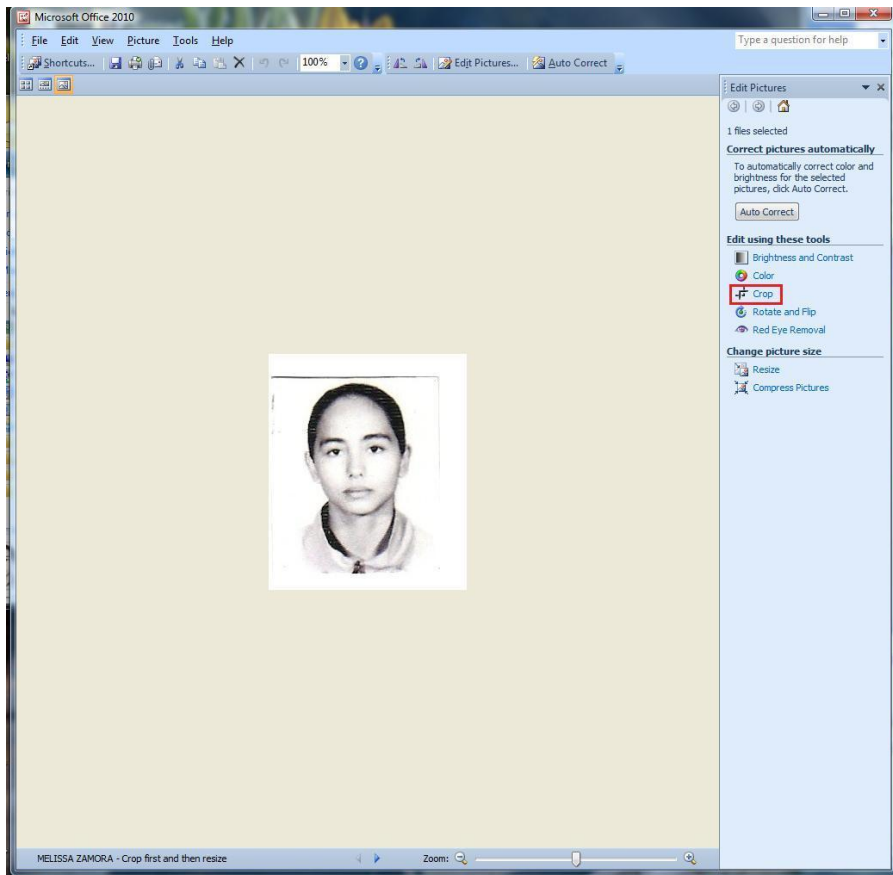 Microsoft Office 2010
File Edit View Picture Tools Help
Type a question for help
Shortcuts... 100% Edit Pictures... Auto Correct
Edit Pictures
1 files selected
Correct pictures automatically
To automatically correct color and
brightness for the selected
pictures, click Auto Correct.
Auto Correct
Edit using these tools
Brightness and Contrast
Color
Crop
Rotate and Flip
Red Eye Removal
Change picture size
Resize
Compress Pictures
MELISSA ZAMORA - Crop first and then resize
Zoom: